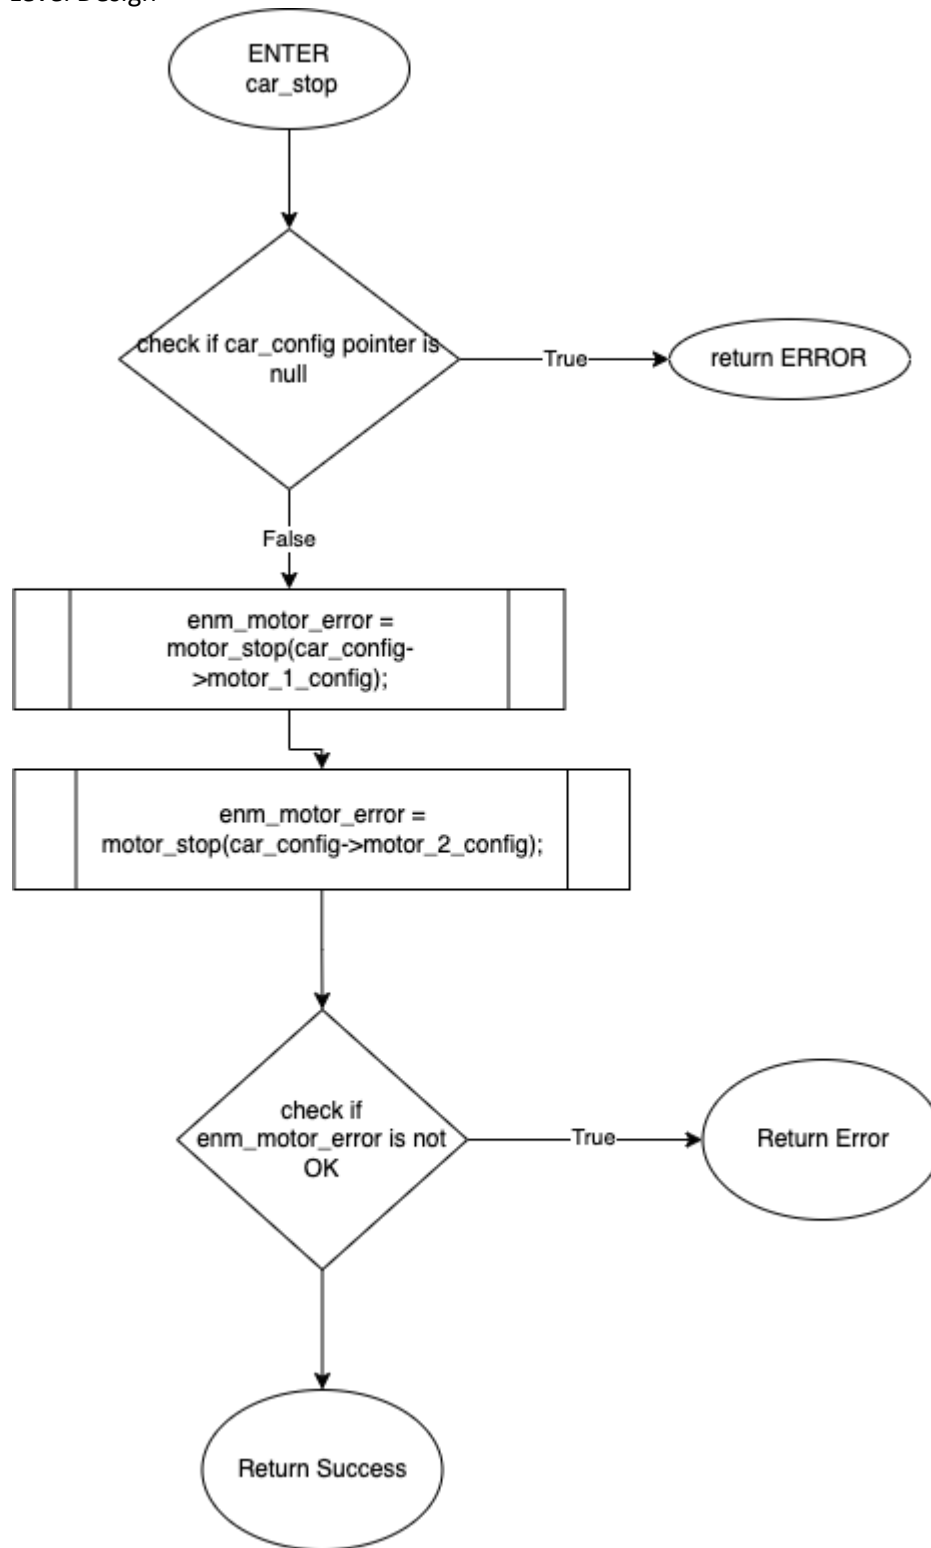 Level Design
ENTER
car_stop
check if car_config pointer is
null
True
return ERROR
False
enm_motor_error =
motor_stop(car_config-
>motor_1_config);
enm_motor_error =
motor_stop(car_config->motor_2_config);
check if
enm_motor_error is not
OK
True
Return Error
Return Success